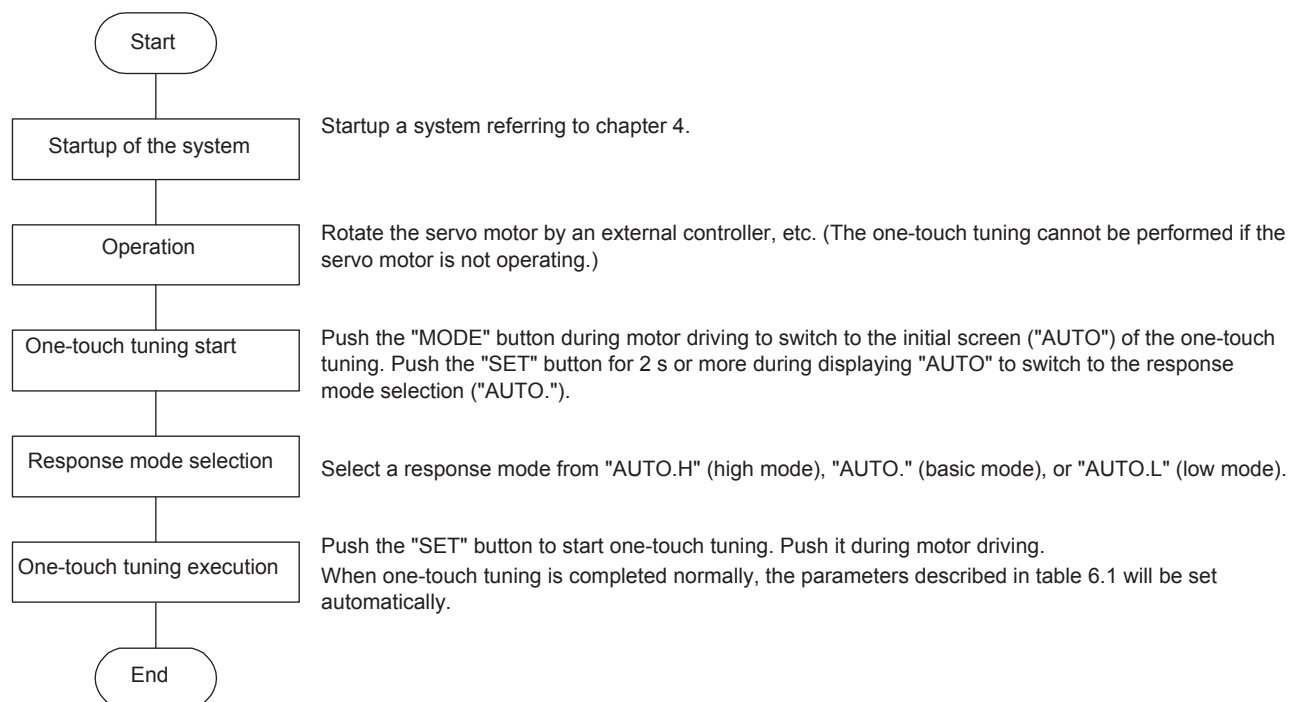 Start
Startup of the system
Startup a system referring to chapter 4.
Operation
Rotate the servo motor by an external controller, etc. (The one-touch tuning cannot be performed if the
servo motor is not operating.)
One-touch tuning start
Push the "MODE" button during motor driving to switch to the initial screen ("AUTO") of the one-touch
tuning. Push the "SET" button for 2 s or more during displaying "AUTO" to switch to the response
mode selection ("AUTO.").
Response mode selection
Select a response mode from "AUTO.H" (high mode), "AUTO." (basic mode), or "AUTO.L" (low mode).
One-touch tuning execution
Push the "SET" button to start one-touch tuning. Push it during motor driving.
When one-touch tuning is completed normally, the parameters described in table 6.1 will be set
automatically.
End